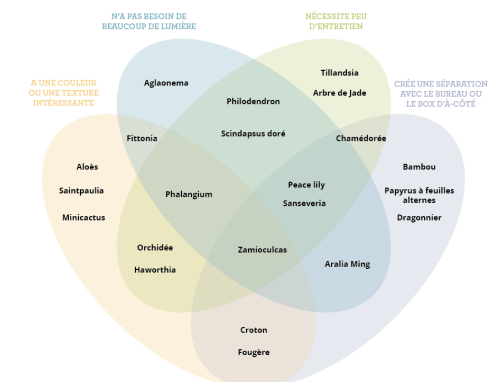 N'A PAS BESOIN DE
BEAUCOUP DE LUMIÈRE
NÉCESSITE PEU
D'ENTRETIEN
A UNE COULEUR
OU UNE TEXTURE
INTÉRESSANTE
CRÉE UNE SÉPARATION
AVEC LE BUREAU OU
LE BOX D'À-CÔTÉ
Aglaonema
Tillandsia
Arbre de Jade
Philodendron
Scindapsus doré
Fittonia
Chamédorée
Aloès
Saintpaulia
Minicactus
Phalangium
Peace lily
Sanseveria
Bambou
Papyrus à feuilles
alternes
Dragonnier
Orchidée
Haworthia
Zamioculcas
Aralia Ming
Croton
Fougère